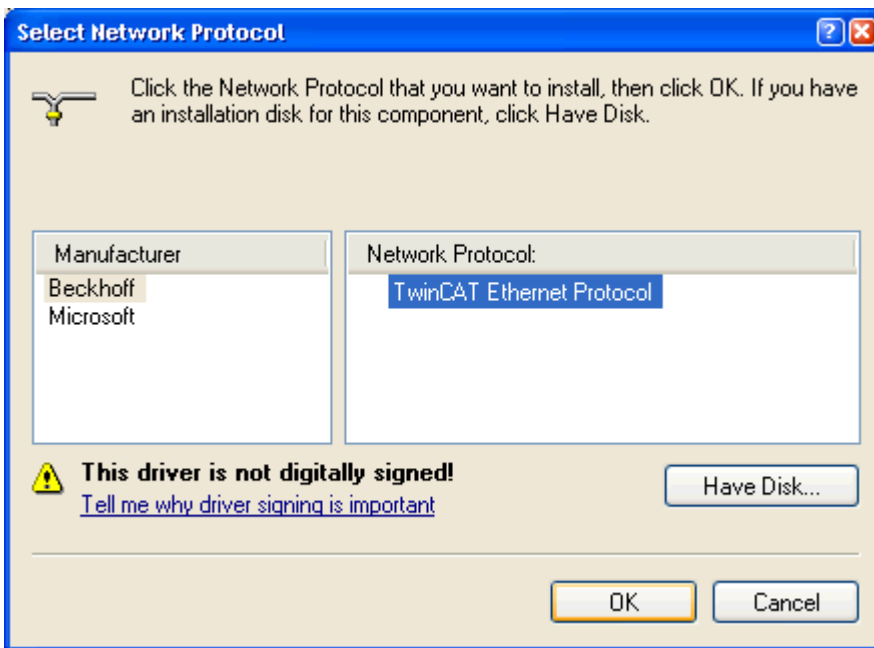 Select Network Protocol
Click the Network Protocol that you want to install, then click OK. If you have
an installation disk for this component, click Have Disk.
Manufacturer
Network Protocol:
Beckhoff
TwinCAT Ethernet Protocol
Microsoft
This driver is not digitally signed!
Tell me why driver signing is important
Have Disk...
OK
Cancel